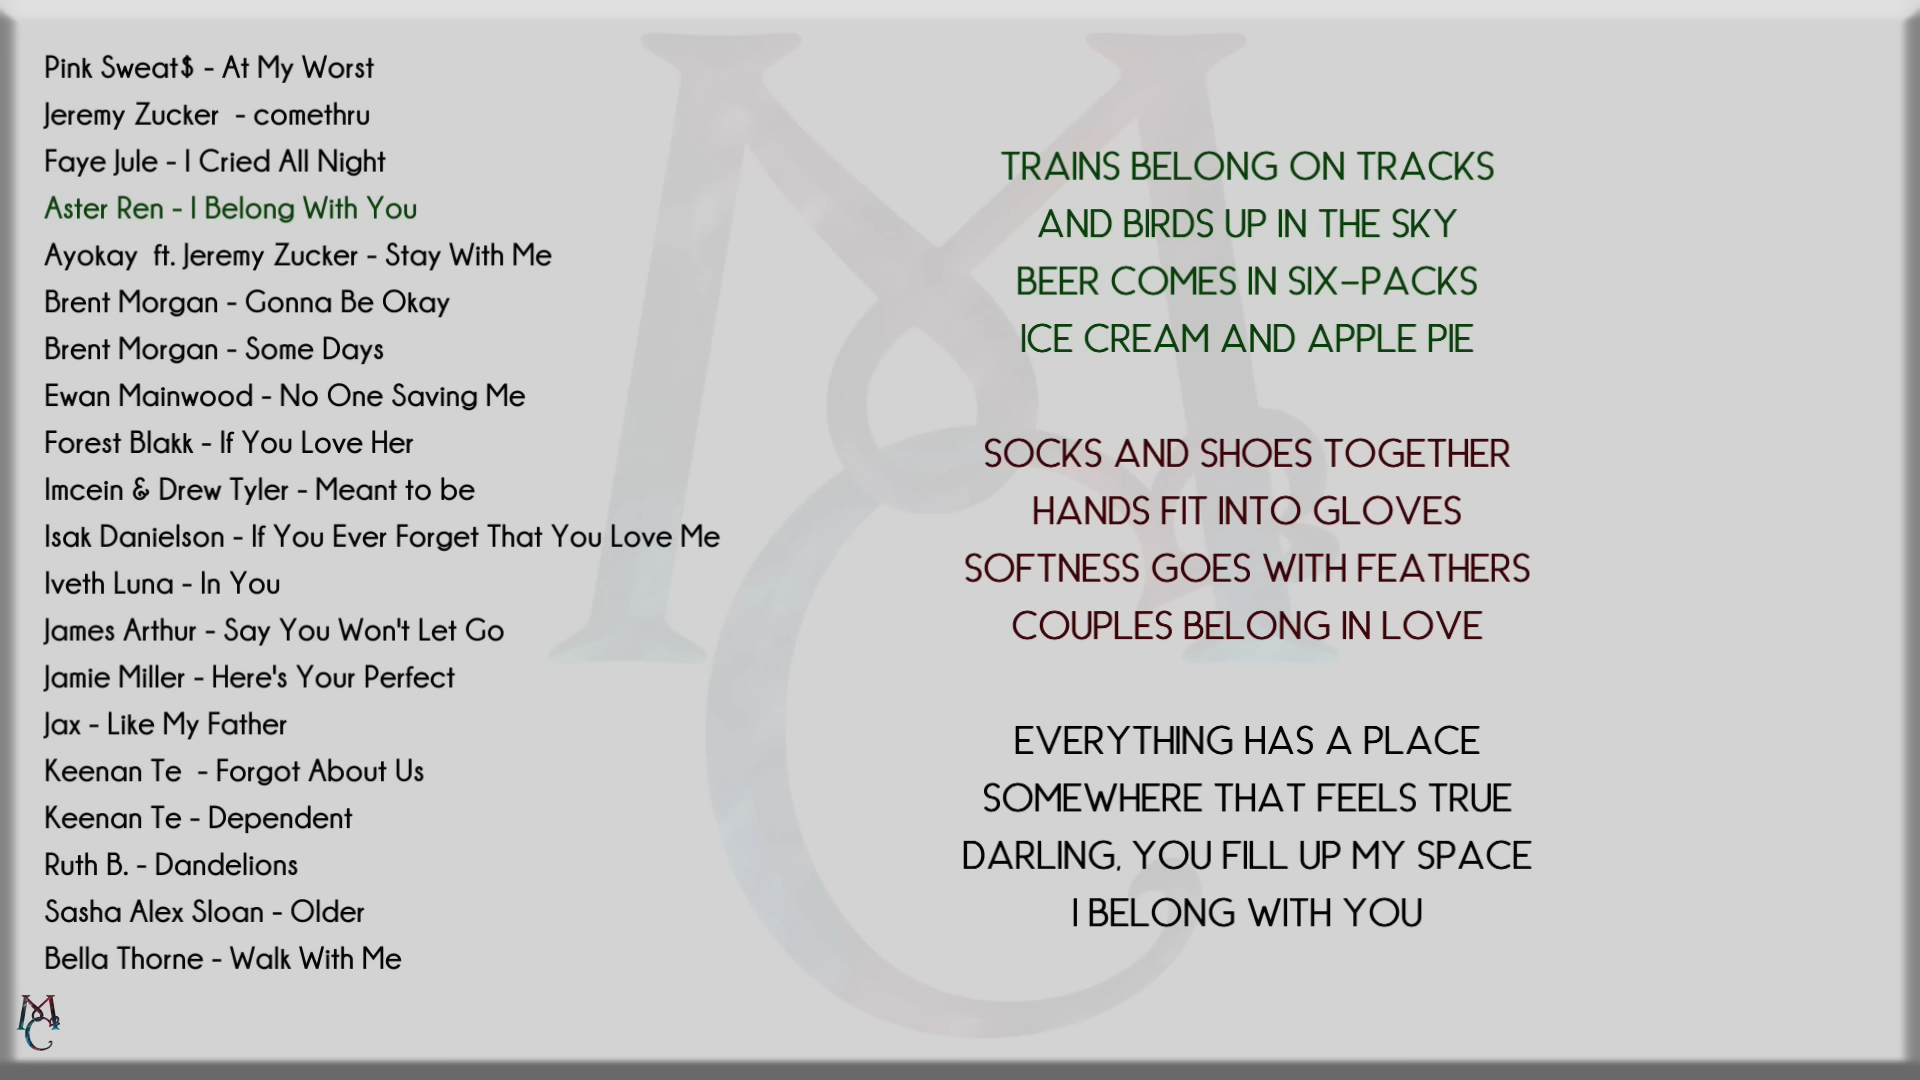 Pink Sweat$ - At My Worst
Jeremy Zucker  - comethru
Faye Jule - I Cried All Night
Aster Ren - I Belong With You
Ayokay  ft. Jeremy Zucker - Stay With Me
Brent Morgan - Gonna Be Okay
Brent Morgan - Some Days
Ewan Mainwood - No One Saving Me
Forest Blakk - If You Love Her
Imcein & Drew Tyler - Meant to be
Isak Danielson - If You Ever Forget That You Love Me
Iveth Luna - In You
James Arthur - Say You Won't Let Go
Jamie Miller - Here's Your Perfect
Jax - Like My Father
Keenan Te  - Forgot About Us
Keenan Te - Dependent
Ruth B. - Dandelions
Sasha Alex Sloan - Older
Bella Thorne - Walk With Me
TRAINS BELONG ON TRACKS
AND BIRDS UP IN THE SKY
BEER COMES IN SIX-PACKS
ICE CREAM AND APPLE PIE
SOCKS AND SHOES TOGETHER
HANDS FIT INTO GLOVES
SOFTNESS GOES WITH FEATHERS
COUPLES BELONG IN LOVE
EVERYTHING HAS A PLACE
SOMEWHERE THAT FEELS TRUE
DARLING, YOU FILL UP MY SPACE
I BELONG WITH YOU